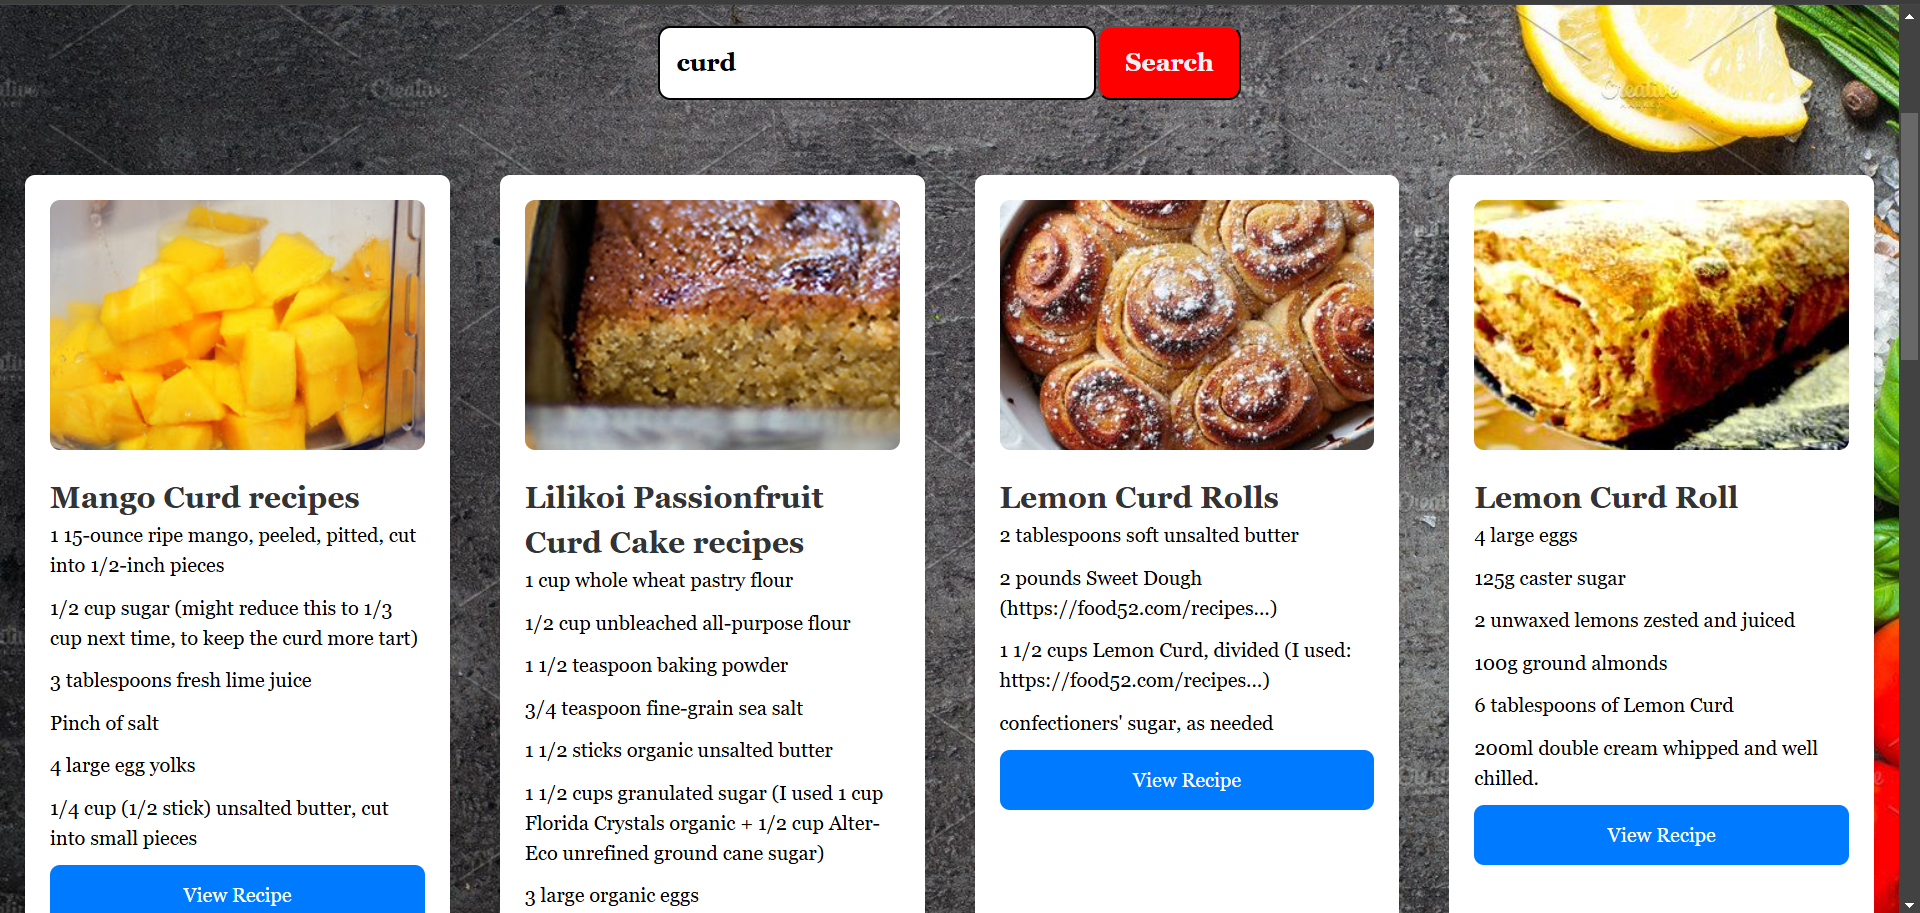 curd
Search
Creative
Creative
Mango Curd recipes
1 15-ounce ripe mango, peeled, pitted, cut
into 1/2-inch pieces
1/2 cup sugar (might reduce this to 1/3
cup next time, to keep the curd more tart)
3 tablespoons fresh lime juice
Pinch of salt
4 large egg yolks
1/4 cup (1/2 stick) unsalted butter, cut
into small pieces
View Recipe
Lilikoi Passionfruit
Curd Cake recipes
1 cup whole wheat pastry flour
1/2 cup unbleached all-purpose flour
1 1/2 teaspoon baking powder
3/4 teaspoon fine-grain sea salt
1 1/2 sticks organic unsalted butter
1 1/2 cups granulated sugar (I used 1 cup
Florida Crystals organic + 1/2 cup Alter-
Eco unrefined ground cane sugar)
3 large organic eggs
Lemon Curd Rolls
2 tablespoons soft unsalted butter
2 pounds Sweet Dough
(https://food52.com/recipes...)
1 1/2 cups Lemon Curd, divided (I used:
https://food52.com/recipes...)
confectioners' sugar, as needed
View Recipe
Lemon Curd Roll
4 large eggs
125g caster sugar
2 unwaxed lemons zested and juiced
100g ground almonds
6 tablespoons of Lemon Curd
200ml double cream whipped and well
chilled.
View Recipe